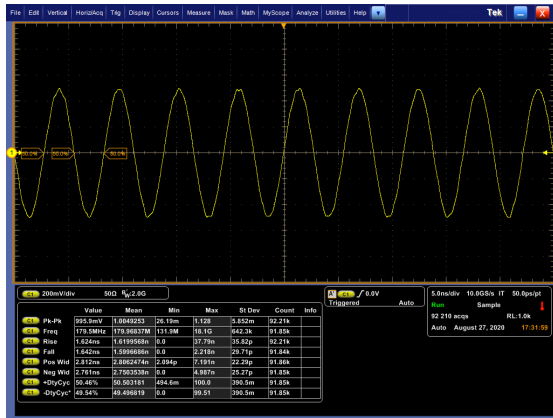 File Edit Vertical Horiz/Acq Trig Display Cursors Measure Mask Math MyScope Analyze Utilities Help Tek X
1 50.0% 50.0% 50.0%
C1 200mV/div 50Ω BW:2.0G
A' C1 0.0V
Triggered Auto
5.0ns/div 10.0GS/s IT 50.0ps/pt
Run Sample
92 210 acqs RL:1.0k
Auto August 27, 2020 17:31:59
Value Mean Min Max St Dev Count Info
C1 Pk-Pk 995.9mV 1.0049253 26.19m 1.128 5.852m 92.21k
C1 Freq 179.5MHz 179.96837M 131.9M 18.1G 642.3k 91.85k
C1 Rise 1.624ns 1.6199568n 0.0 37.79n 35.82p 92.21k
C1 Fall 1.642ns 1.5996686n 0.0 2.218n 29.71p 91.84k
C1 Pos Wid 2.812ns 2.8062474n 2.094p 7.191n 22.29p 91.86k
C1 Neg Wid 2.761ns 2.7503538n 0.0 4.987n 25.27p 91.85k
C1 +DtyCyc 50.46% 50.503181 494.6m 100.0 390.5m 91.85k
C1 -DtyCyc* 49.54% 49.496819 0.0 99.51 390.5m 91.85k